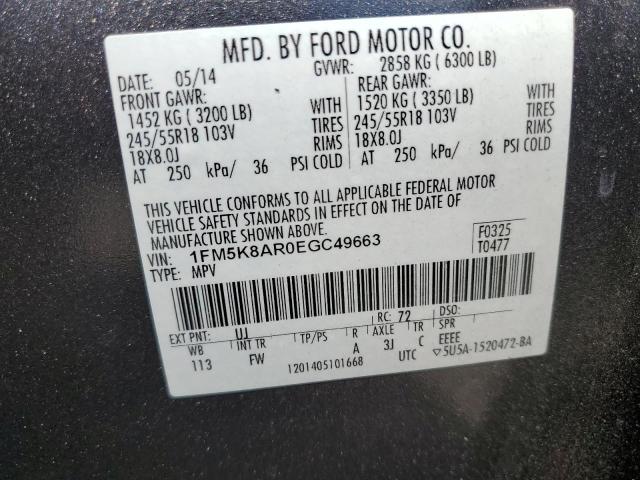 MFD. BY FORD MOTOR CO.
DATE: 05/14 GVWR: 2858 KG ( 6300 LB)
FRONT GAWR: REAR GAWR:
1452 KG ( 3200 LB) WITH 1520 KG ( 3350 LB) WITH
245/55R18 103V TIRES 245/55R18 103V TIRES
18X8.0J RIMS 18X8.0J RIMS
AT 250 kPa/ 36 PSI COLD AT 250 kPa/ 36 PSI COLD
THIS VEHICLE CONFORMS TO ALL APPLICABLE FEDERAL MOTOR
VEHICLE SAFETY STANDARDS IN EFFECT ON THE DATE OF
MANUFACTURE SHOWN ABOVE.
VIN: 1FM5K8AR0EGC49663 F0325
TYPE: MPV T0477
EXT PNT: UJ RC: 72 DSO:
WB INT TR TP/PS R AXLE TR SPR
113 FW A 3J C EEEE
1201405101668 UTC ▽5U5A-1520472-BA